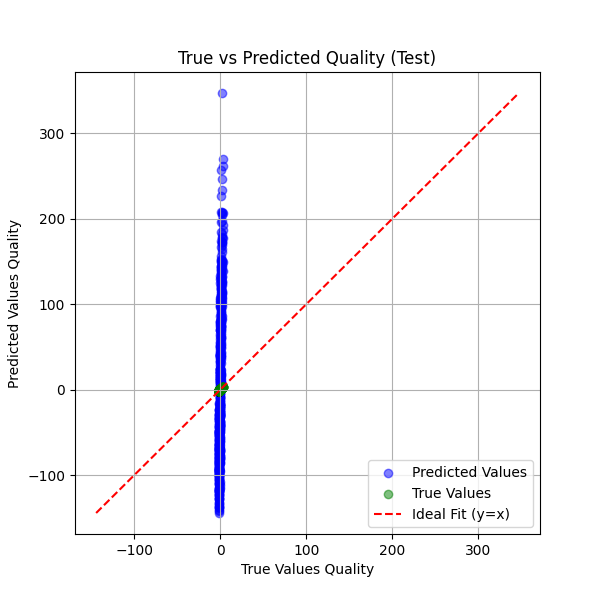 True vs Predicted Quality (Test)
Predicted Values Quality
300
200
100
0
−100
−100
0
100
200
300
True Values Quality
Predicted Values
True Values
Ideal Fit (y=x)